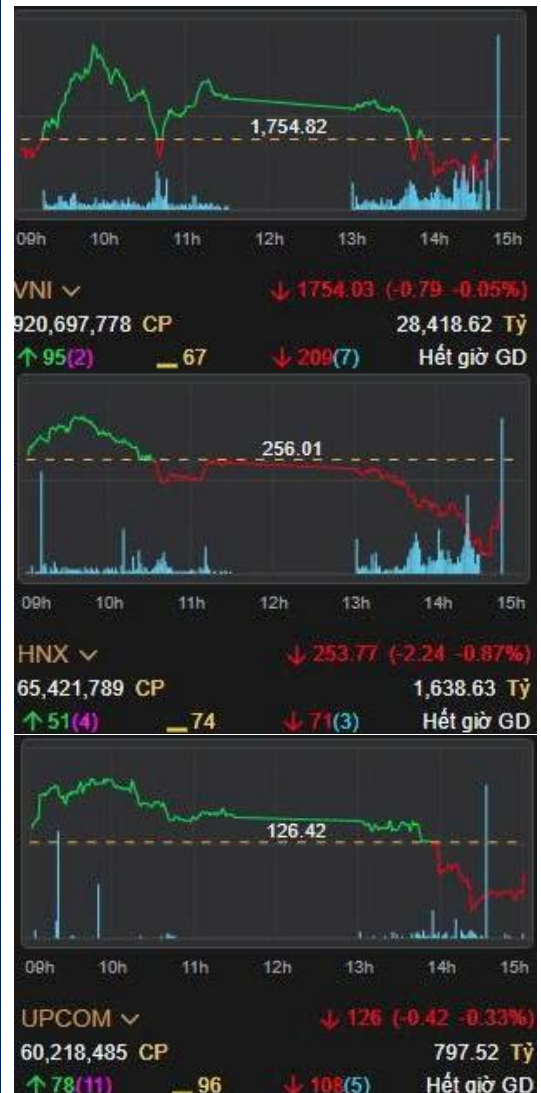 1,754.82
09h 10h 11h 12h 13h 14h 15h
VNI 1754.03 (-0.79 -0.05%)
920,697,778 CP 28,418.62 Tỷ
95(2) 67 209(7) Hết giờ GD
256.01
09h 10h 11h 12h 13h 14h 15h
HNX 253.77 (-2.24 -0.87%)
65,421,789 CP 1,638.63 Tỷ
51(4) 74 71(3) Hết giờ GD
126.42
09h 10h 11h 12h 13h 14h 15h
UPCOM 126 (-0.42 -0.33%)
60,218,485 CP 797.52 Tỷ
78(11) 96 108(5) Hết giờ GD